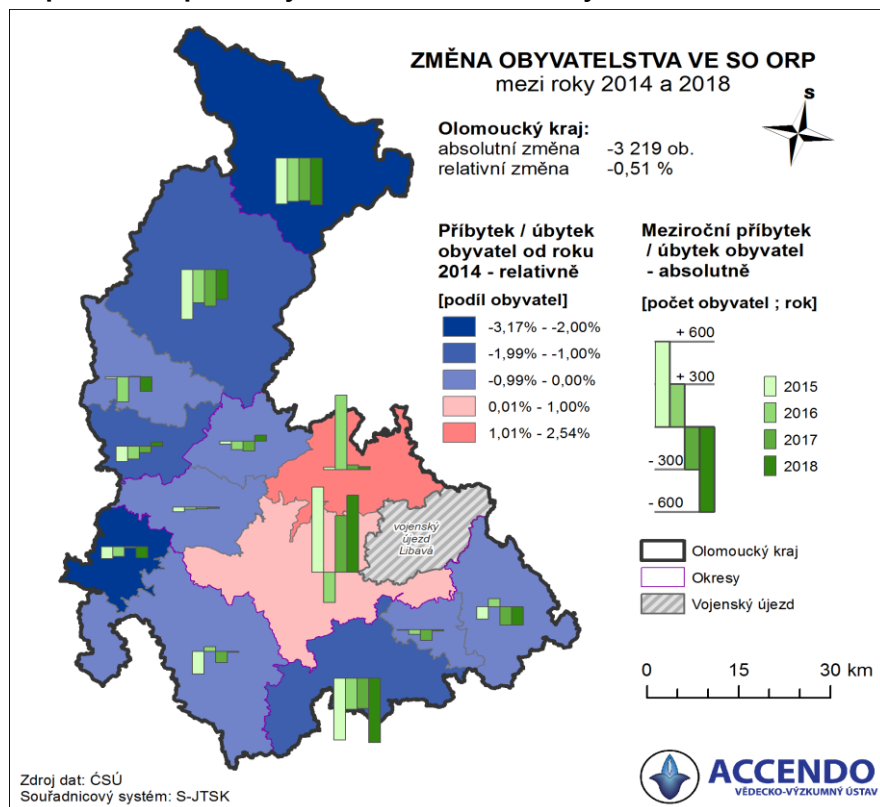 ZMĚNA OBYVATELSTVA VE SO ORP
mezi roky 2014 a 2018
S
Olomoucký kraj:
absolutní změna -3 219 ob.
relativní změna -0,51 %
Příbytek / úbytek
obyvatel od roku
2014 - relativně
[podíl obyvatel]
-3,17% - -2,00%
-1,99% - -1,00%
-0,99% - 0,00%
0,01% - 1,00%
1,01% - 2,54%
Meziroční příbytek
/ úbytek obyvatel
- absolutně
[počet obyvatel ; rok]
+ 600
+ 300
- 300
- 600
2015
2016
2017
2018
vojenský
újezd
Libavá
Olomoucký kraj
Okresy
Vojenský újezd
0 15 30 km
Zdroj dat: ČSÚ
Souřadnicový systém: S-JTSK
ACCENDO
VĚDECKO-VÝZKUMNÝ ÚSTAV